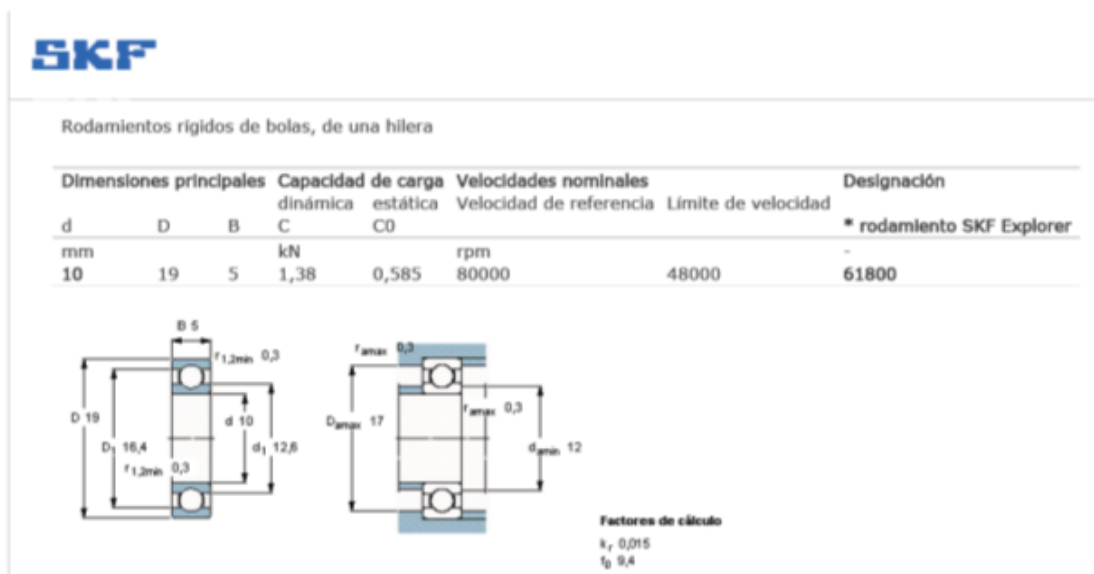 SKF
Rodamientos rígidos de bolas, de una hilera
Dimensiones principales Capacidad de carga Velocidades nominales Designación
dinámica estática Velocidad de referencia Límite de velocidad
d D B C C0 * rodamiento SKF Explorer
mm kN rpm -
10 19 5 1,38 0,585 80000 48000 61800
B 5
r1,2min 0,3
D 19
D1 16,4
d 10
d1 12,6
r1,2min 0,3
ramax 0,3
Damax 17
ramax 0,3
damin 12
Factores de cálculo
kr 0,015
f0 9,4